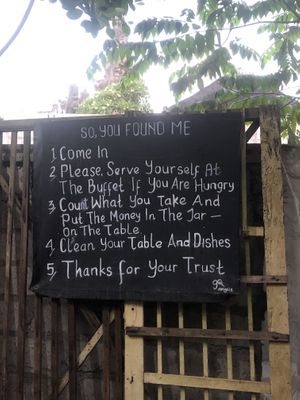 SO, YOU FOUND ME
1, Come In
2 Please, Serve Yourself At
The Buffet If You Are Hungry
3, Count What You Take And
Put The Money In The Jar –
On The Table
4, Clean Your Table And Dishes
5, Thanks for Your Trust